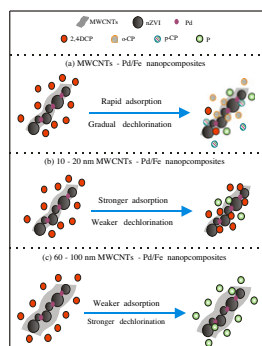 MWCNTs nZVI Pd
2,4DCP o-CP p-CP P
(a) MWCNTs - Pd/Fe nanopcomposites
Rapid adsorption
Gradual dechlorination
(b) 10 - 20 nm MWCNTs - Pd/Fe nanopcomposites
Stronger adsorption
Weaker dechlorination
(c) 60 - 100 nm MWCNTs - Pd/Fe nanopcomposites
Weaker adsorption
Stronger dechlorination